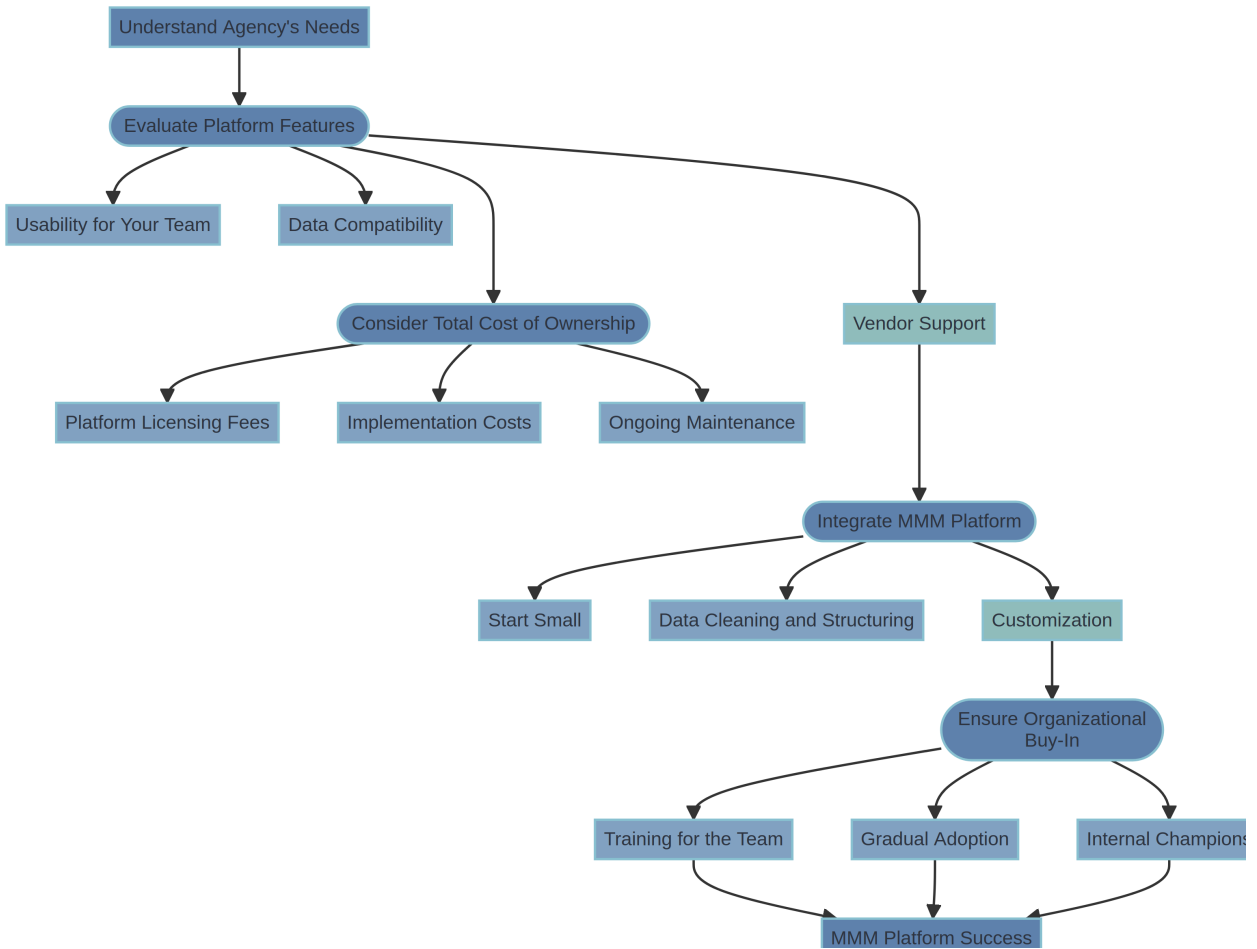 Understand Agency's Needs
Evaluate Platform Features
Usability for Your Team
Data Compatibility
Consider Total Cost of Ownership
Vendor Support
Platform Licensing Fees
Implementation Costs
Ongoing Maintenance
Integrate MMM Platform
Start Small
Data Cleaning and Structuring
Customization
Ensure Organizational
Buy-In
Training for the Team
Gradual Adoption
Internal Champions
MMM Platform Success